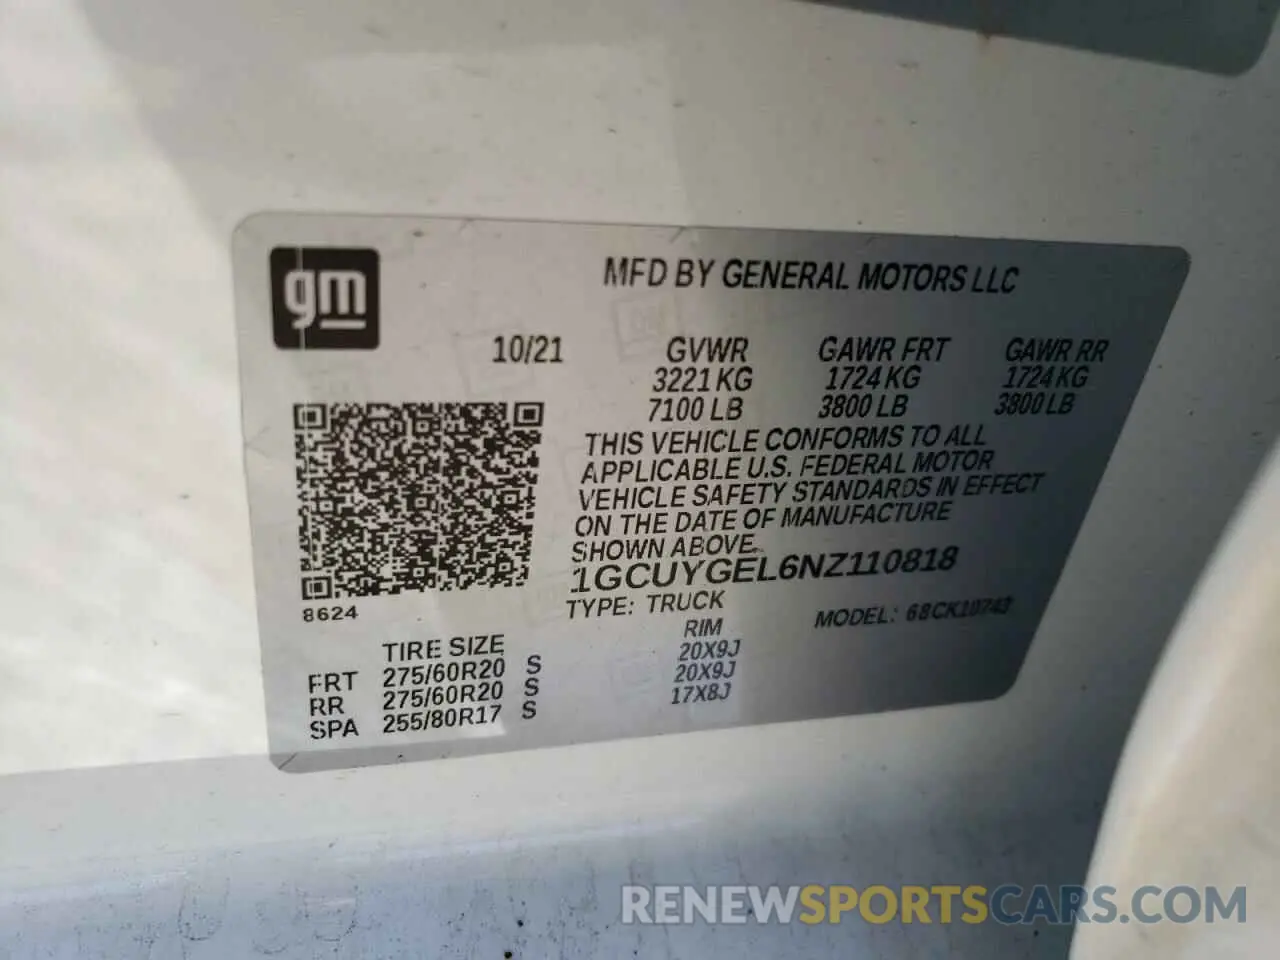 gm
MFD BY GENERAL MOTORS LLC
10/21 GVWR GAWR FRT GAWR RR
3221 KG 1724 KG 1724 KG
7100 LB 3800 LB 3800 LB
THIS VEHICLE CONFORMS TO ALL
APPLICABLE U.S. FEDERAL MOTOR
VEHICLE SAFETY STANDARDS IN EFFECT
ON THE DATE OF MANUFACTURE
SHOWN ABOVE.
1GCUYGEL6NZ110818
8624
TYPE: TRUCK MODEL: 68CK10743
TIRE SIZE RIM
FRT 275/60R20 S 20X9J
RR 275/60R20 S 20X9J
SPA 255/80R17 S 17X8J
RENEWSPORTSCARS.COM